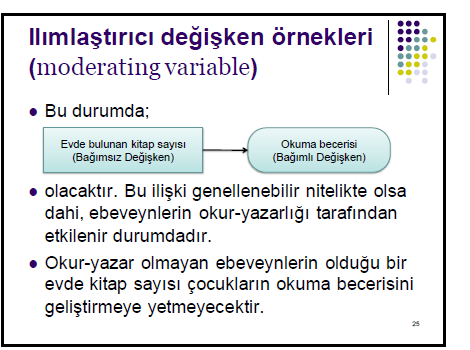 Ilımlaştırıcı değişken örnekleri
(moderating variable)
● Bu durumda;
Evde bulunan kitap sayısı
(Bağımsız Değişken)
Okuma becerisi
(Bağımlı Değişken)
● olacaktır. Bu ilişki genellenebilir nitelikte olsa
dahi, ebeveynlerin okur-yazarlığı tarafından
etkilenir durumdadır.
● Okur-yazar olmayan ebeveynlerin olduğu bir
evde kitap sayısı çocukların okuma becerisini
geliştirmeye yetmeyecektir.
25